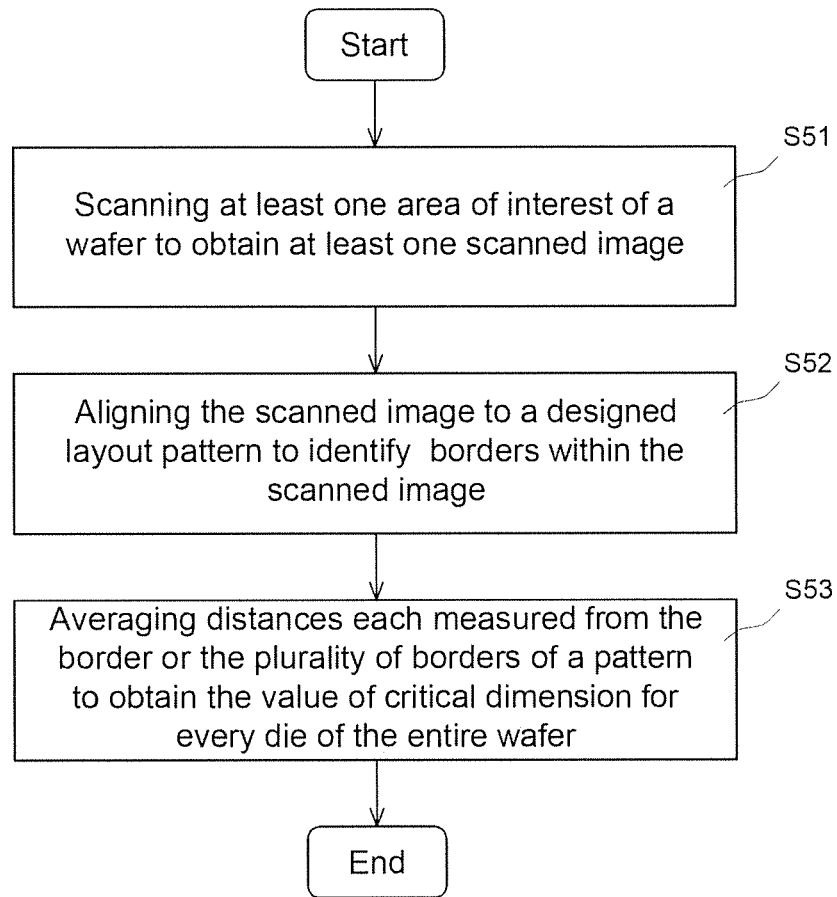 Start
S51
Scanning at least one area of interest of a
wafer to obtain at least one scanned image
S52
Aligning the scanned image to a designed
layout pattern to identify borders within the
scanned image
S53
Averaging distances each measured from the
border or the plurality of borders of a pattern
to obtain the value of critical dimension for
every die of the entire wafer
End